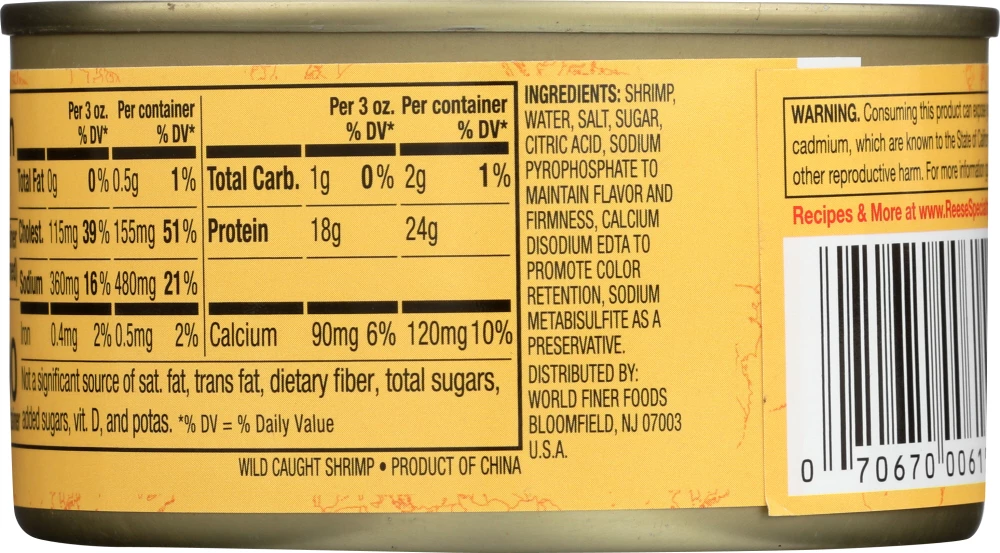 Per 3 oz. Per container
% DV* % DV*
Total Fat 0g 0% 0.5g 1%
Cholest. 115mg 39% 155mg 51%
Sodium 360mg 16% 480mg 21%
Iron 0.4mg 2% 0.5mg 2%
Per 3 oz. Per container
% DV* % DV*
Total Carb. 1g 0% 2g 1%
Protein 18g 24g
Calcium 90mg 6% 120mg 10%
Not a significant source of sat. fat, trans fat, dietary fiber, total sugars,
added sugars, vit. D, and potas. *% DV = % Daily Value
WILD CAUGHT SHRIMP • PRODUCT OF CHINA
INGREDIENTS: SHRIMP,
WATER, SALT, SUGAR,
CITRIC ACID, SODIUM
PYROPHOSPHATE TO
MAINTAIN FLAVOR AND
FIRMNESS, CALCIUM
DISODIUM EDTA TO
PROMOTE COLOR
RETENTION, SODIUM
METABISULFITE AS A
PRESERVATIVE.
DISTRIBUTED BY:
WORLD FINER FOODS
BLOOMFIELD, NJ 07003
U.S.A.
WARNING. Consuming this product can
cadmium, which are known to the State of
other reproductive harm. For more
Recipes & More at
0 70670 0061